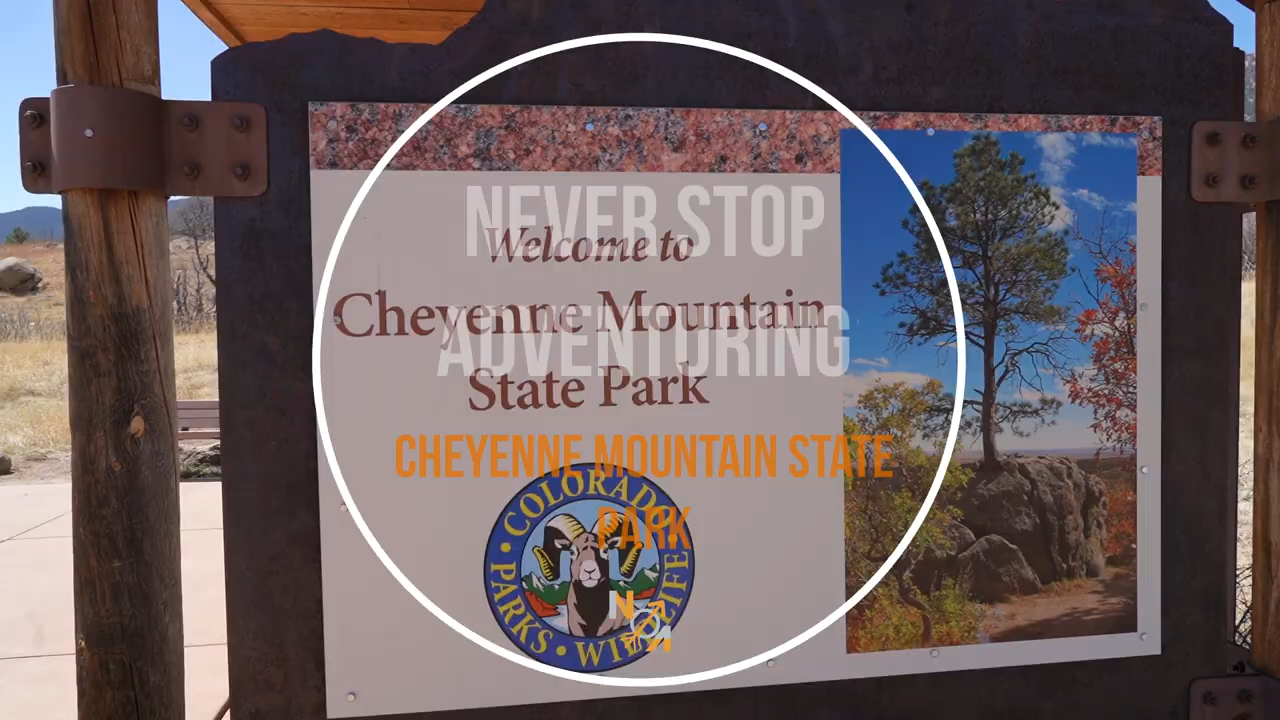 NEVER STOP
Welcome to
Cheyenne Mountain
ADVENTURING
State Park
CHEYENNE MOUNTAIN STATE
PARK
COLORADO
PARKS • WILDLIFE
N